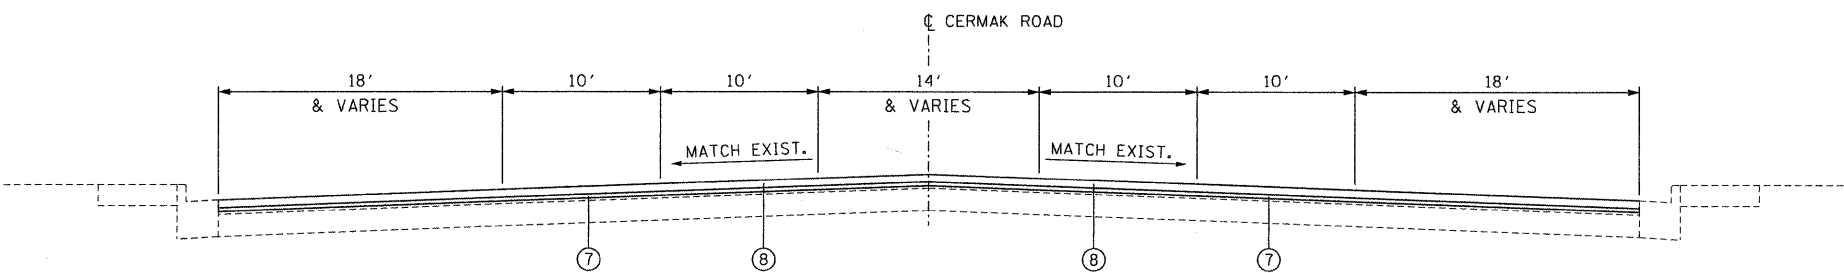 ℄ CERMAK ROAD
18' 10' 10' 14' 10' 10' 18'
& VARIES & VARIES & VARIES
MATCH EXIST. MATCH EXIST.
7 8 8 7